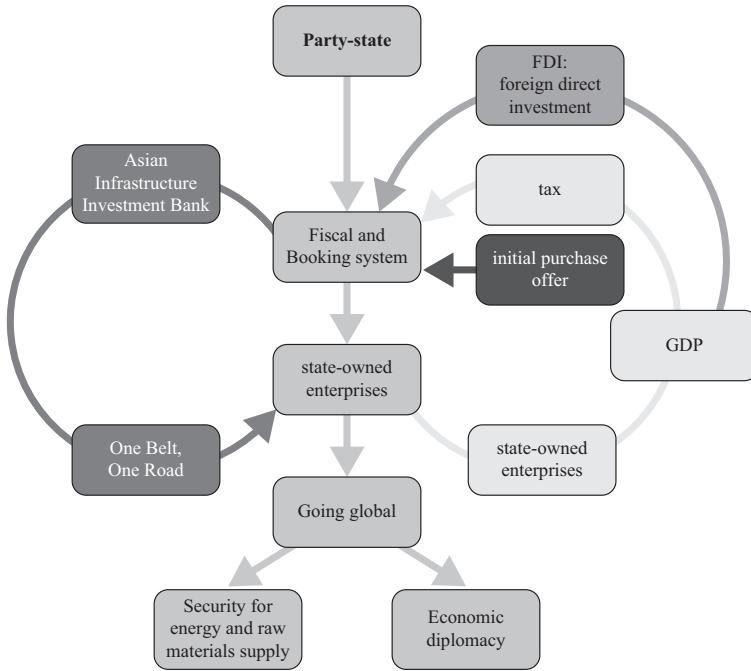 Party-state
FDI:
foreign direct
investment
Asian
Infrastructure
Investment Bank
tax
Fiscal and
Booking system
initial purchase
offer
GDP
state-owned
enterprises
One Belt,
One Road
state-owned
enterprises
Going global
Security for
energy and raw
materials supply
Economic
diplomacy